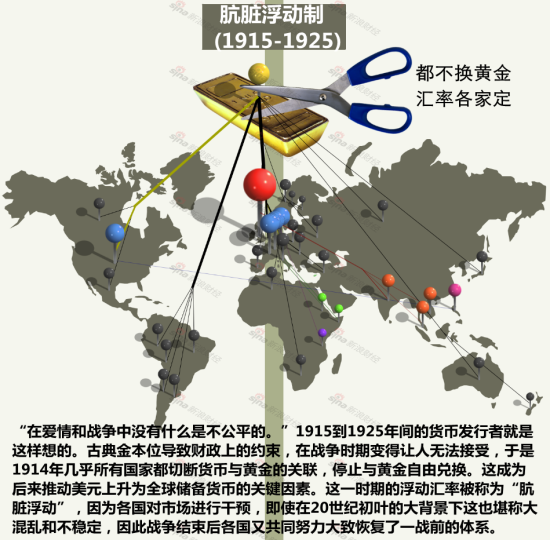 肮脏浮动制
(1915-1925)
都不换黄金
汇率各家定
“在爱情和战争中没有什么是不公平的。”1915到1925年间的货币发行者就是
这样想的。古典金本位导致财政上的约束，在战争时期变得让人无法接受，于是
1914年几乎所有国家都切断货币与黄金的关联，停止与黄金自由兑换。这成为
后来推动美元上升为全球储备货币的关键因素。这一时期的浮动汇率被称为“肮
脏浮动”，因为各国对市场进行干预，即使在20世纪初叶的大背景下这也堪称大
混乱和不稳定，因此战争结束后各国又共同努力大致恢复了一战前的体系。